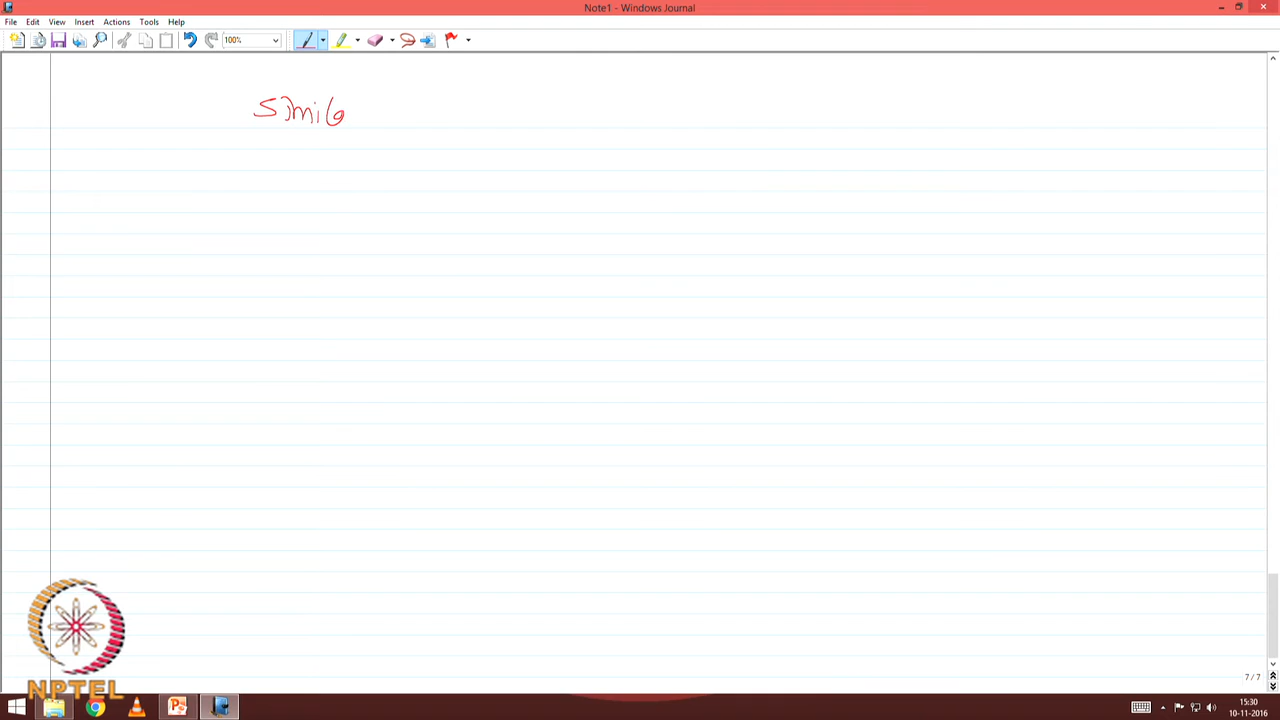 Note1 - Windows Journal
File Edit View Insert Actions Tools Help
100%
Simila
7 / 7
NPTEL
15:30
10-11-2016